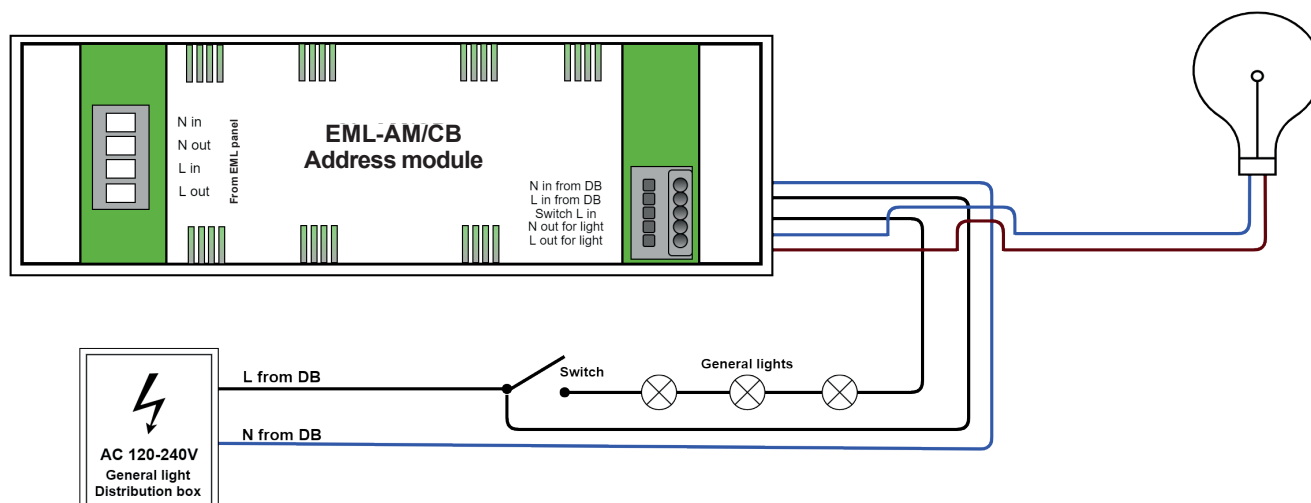 N in
N out
L in
L out
From EML panel
EML-AM/CB
Address module
N in from DB
L in from DB
Switch L in
N out for light
L out for light
L from DB
Switch
General lights
N from DB
AC 120-240V
General light
Distribution box